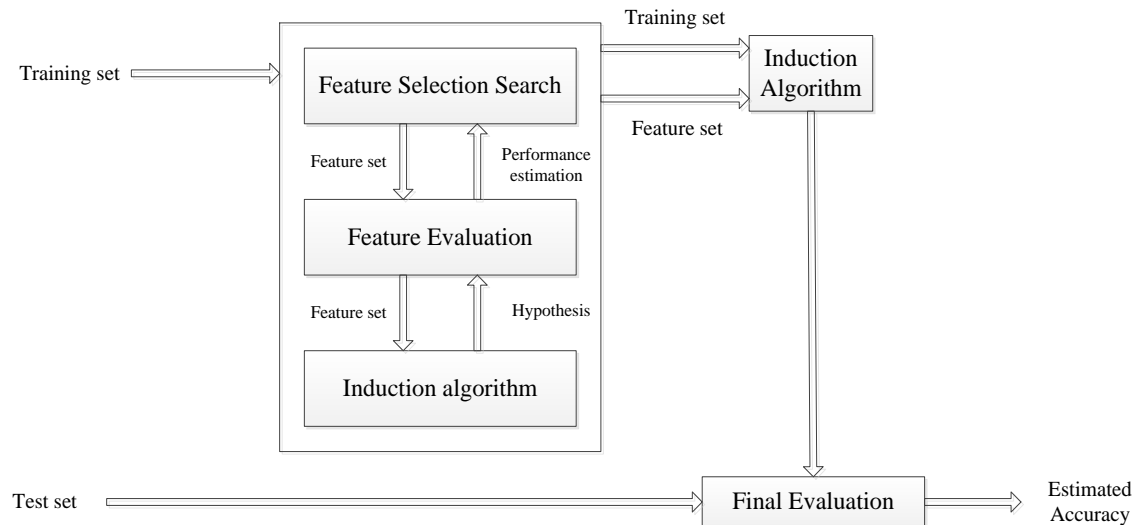 Training set
Training set
Feature Selection Search
Induction
Algorithm
Feature set
Feature set
Performance
estimation
Feature Evaluation
Feature set
Hypothesis
Induction algorithm
Test set
Final Evaluation
Estimated
Accuracy